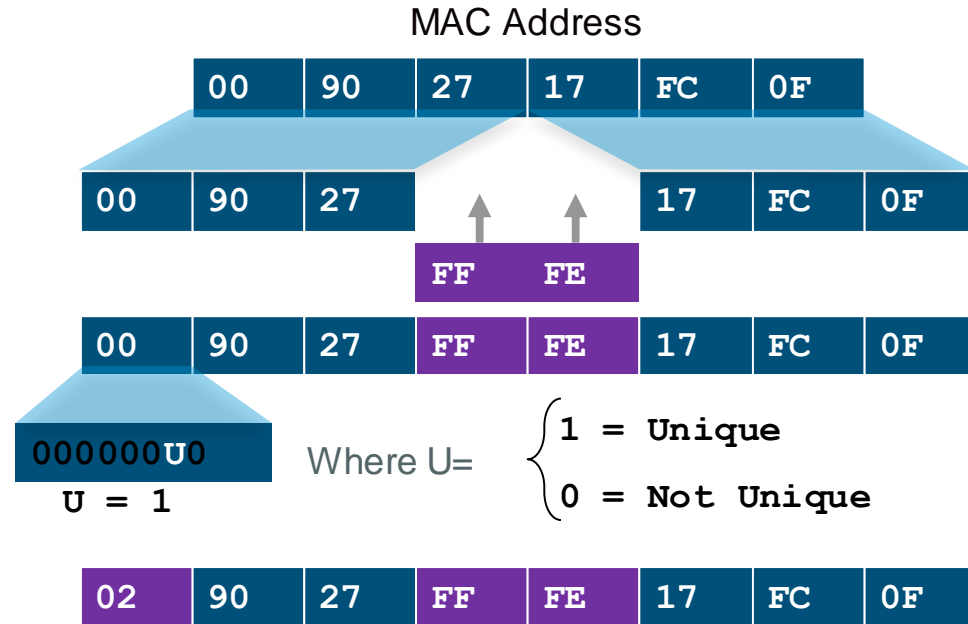 MAC Address
00 90 27 17 FC 0F
00 90 27 17 FC 0F
FF FE
00 90 27 FF FE 17 FC 0F
1 = Unique
000000U0 Where U=
U = 1 0 = Not Unique
02 90 27 FF FE 17 FC 0F